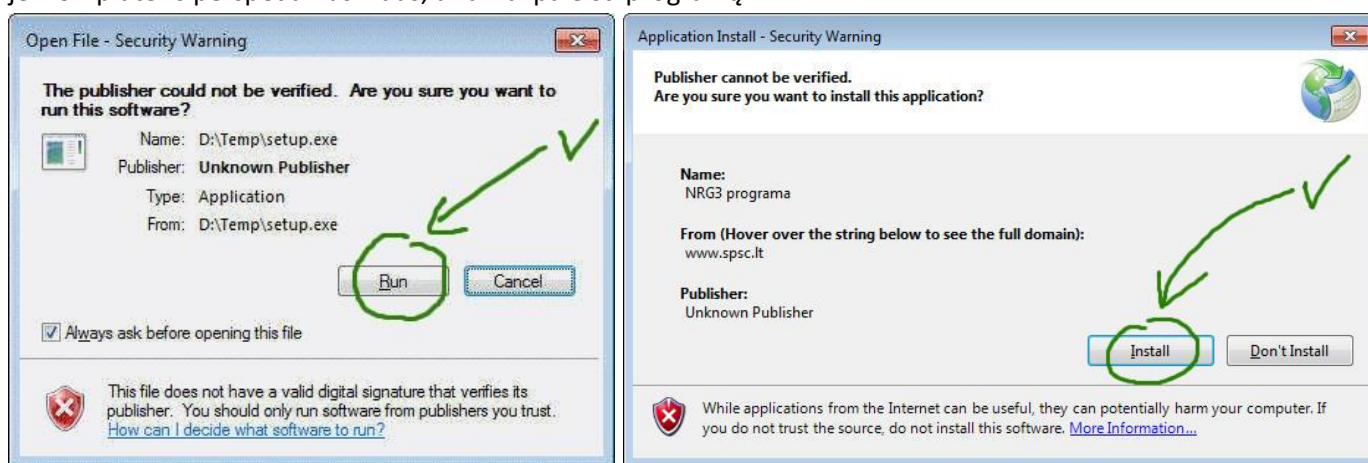 Open File - Security Warning
The publisher could not be verified. Are you sure you want to
run this software?
Name: D:\Temp\setup.exe
Publisher: Unknown Publisher
Type: Application
From: D:\Temp\setup.exe
Run Cancel
Always ask before opening this file
This file does not have a valid digital signature that verifies its
publisher. You should only run software from publishers you trust.
How can I decide what software to run?
Application Install - Security Warning
Publisher cannot be verified.
Are you sure you want to install this application?
Name:
NRG3 programa
From (Hover over the string below to see the full domain):
www.spsc.lt
Publisher:
Unknown Publisher
Install Don't Install
While applications from the Internet can be useful, they can potentially harm your computer. If
you do not trust the source, do not install this software. More Information...